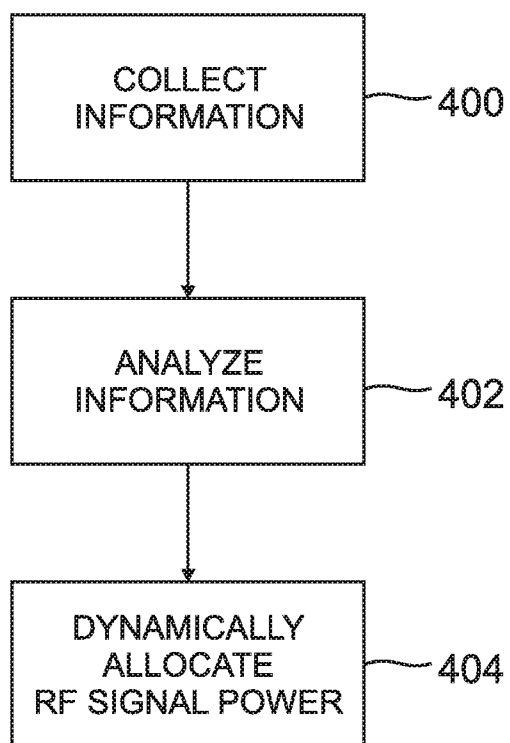 COLLECT
INFORMATION
400
ANALYZE
INFORMATION
402
DYNAMICALLY
ALLOCATE
RF SIGNAL POWER
404